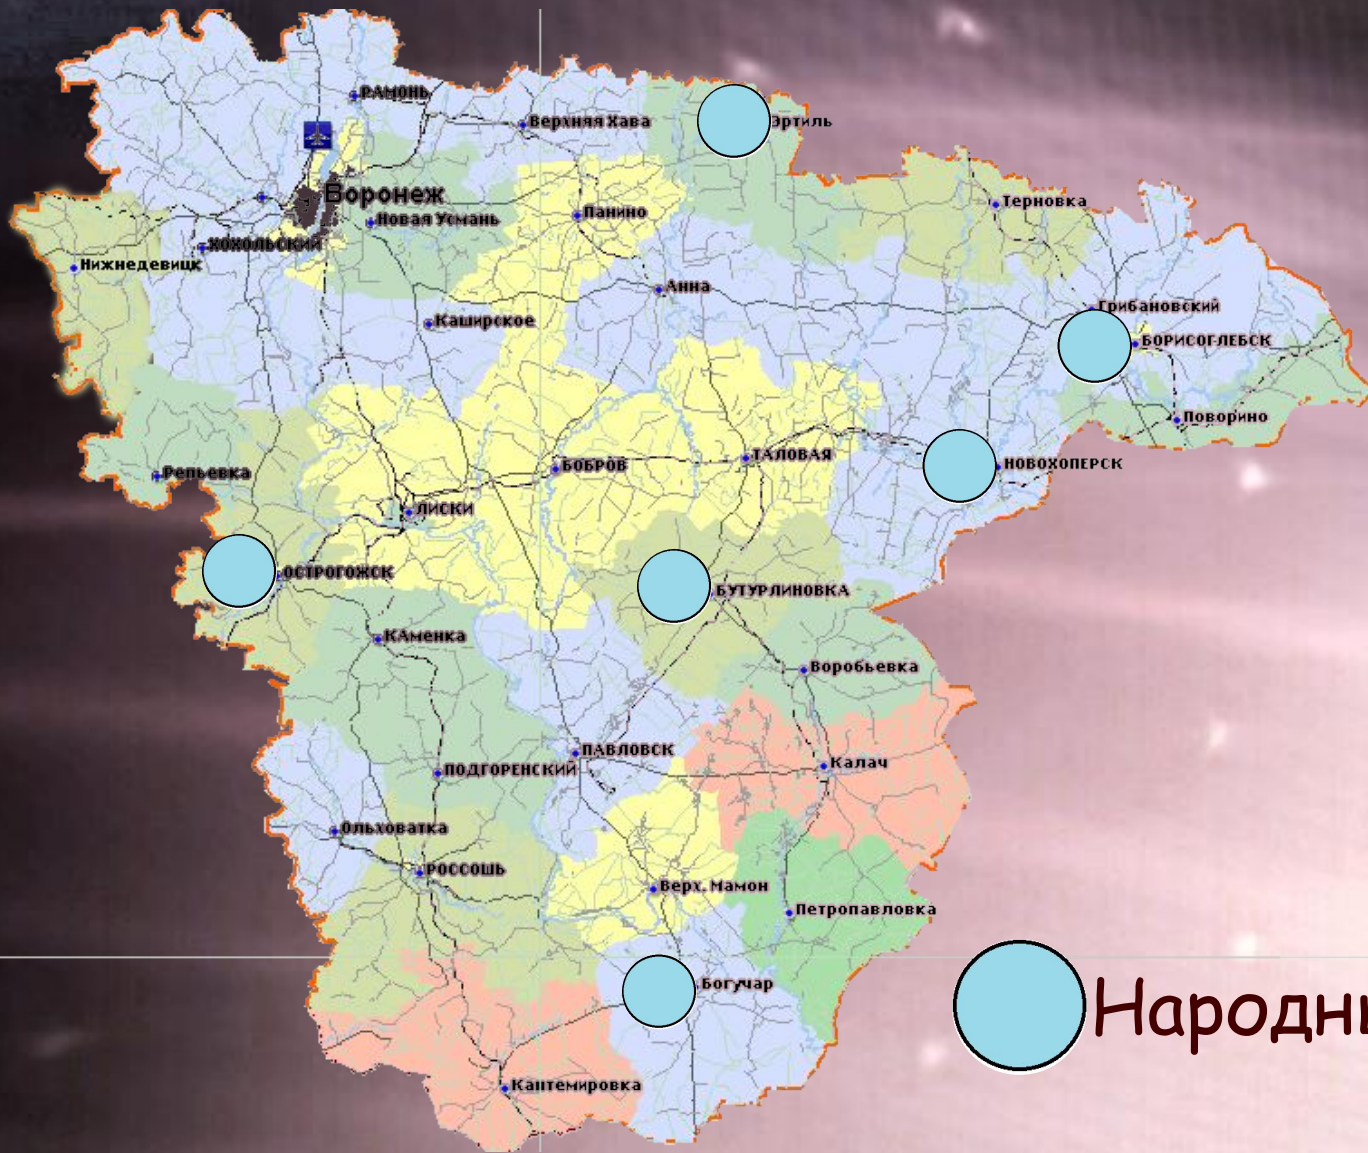 РАМОНЬ
Верхняя Хава
Эртиль
Воронеж
Новая Усмань
Панино
Терновка
ХОХОЛЬСКИЙ
Нижнедевицк
Анна
Грибановский
Каширское
БОРИСОГЛЕБСК
Поворино
Репьевка
БОБРОВ
ТАЛОВАЯ
НОВОХОПЕРСК
ЛИСКИ
ОСТРОГОЖСК
БУТУРЛИНОВКА
КАменка
Воробьевка
ПАВЛОВСК
ПОДГОРЕНСКИЙ
Калач
Ольховатка
РОССОШЬ
Верх. Мамон
Петропавловка
Богучар
Народн
Кантемировка